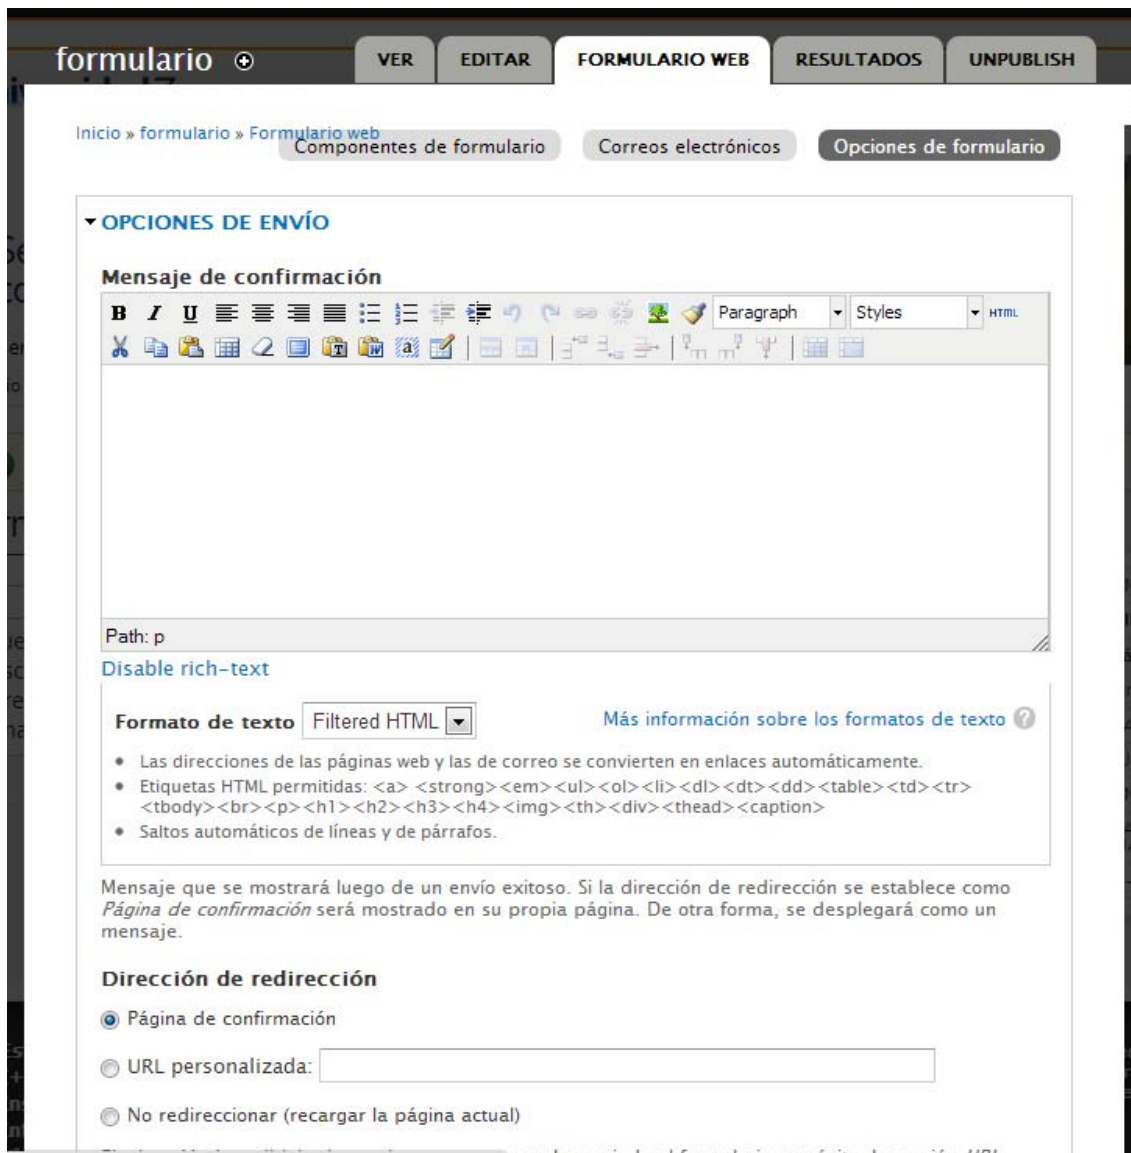 formulario
VER
EDITAR
FORMULARIO WEB
RESULTADOS
UNPUBLISH
Inicio » formulario » Formulario web
Componentes de formulario
Correos electrónicos
Opciones de formulario
OPCIONES DE ENVÍO
Mensaje de confirmación
B I U Paragraph Styles HTML
Path: p
Disable rich-text
Formato de texto Filtered HTML Más información sobre los formatos de texto ?
• Las direcciones de las páginas web y las de correo se convierten en enlaces automáticamente.
• Etiquetas HTML permitidas: <a> <strong><em><ul><ol><li><dl><dt><dd><table><td><tr>
<tbody><br><p><h1><h2><h3><h4><img><th><div><thead><caption>
• Saltos automáticos de líneas y de párrafos.
Mensaje que se mostrará luego de un envío exitoso. Si la dirección de redirección se establece como
Página de confirmación será mostrado en su propia página. De otra forma, se desplegará como un
mensaje.
Dirección de redirección
Página de confirmación
URL personalizada:
No redireccionar (recargar la página actual)